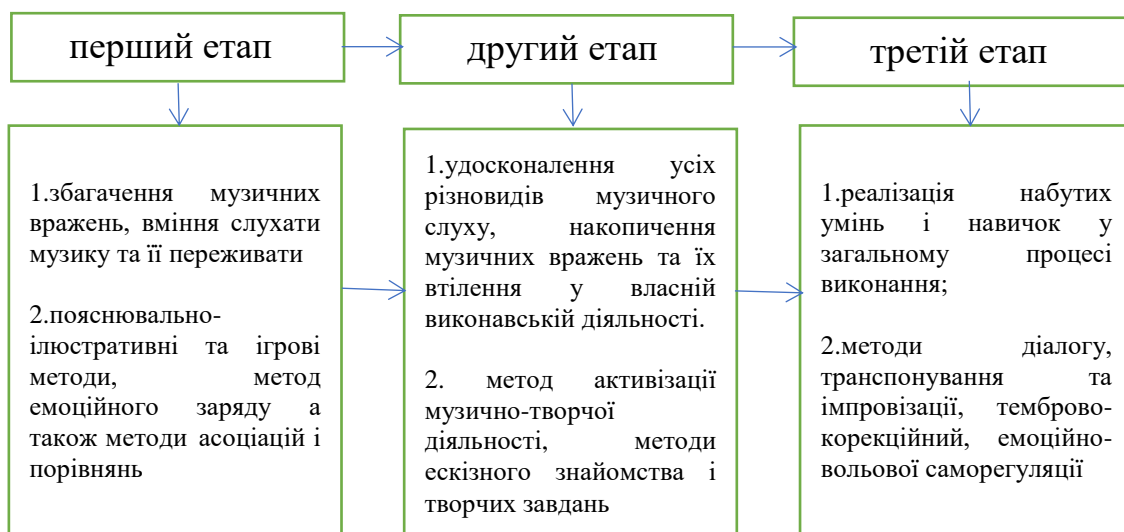 перший етап
другий етап
третій етап
1.збагачення музичних
вражень, вміння слухати
музику та її переживати
2.пояснювально-
ілюстративні та ігрові
методи, метод
емоційного заряду а
також методи асоціацій і
порівнянь
1.удосконалення усіх
різновидів музичного
слуху, накопичення
музичних вражень та їх
втілення у власній
виконавській діяльності.
2. метод активізації
музично-творчої
діяльності, методи
ескізного знайомства і
творчих завдань
1.реалізація набутих
умінь і навичок у
загальному процесі
виконання;
2.методи діалогу,
транспонування та
імпровізації, темброво-
корекційний, емоційно-
вольової саморегуляції